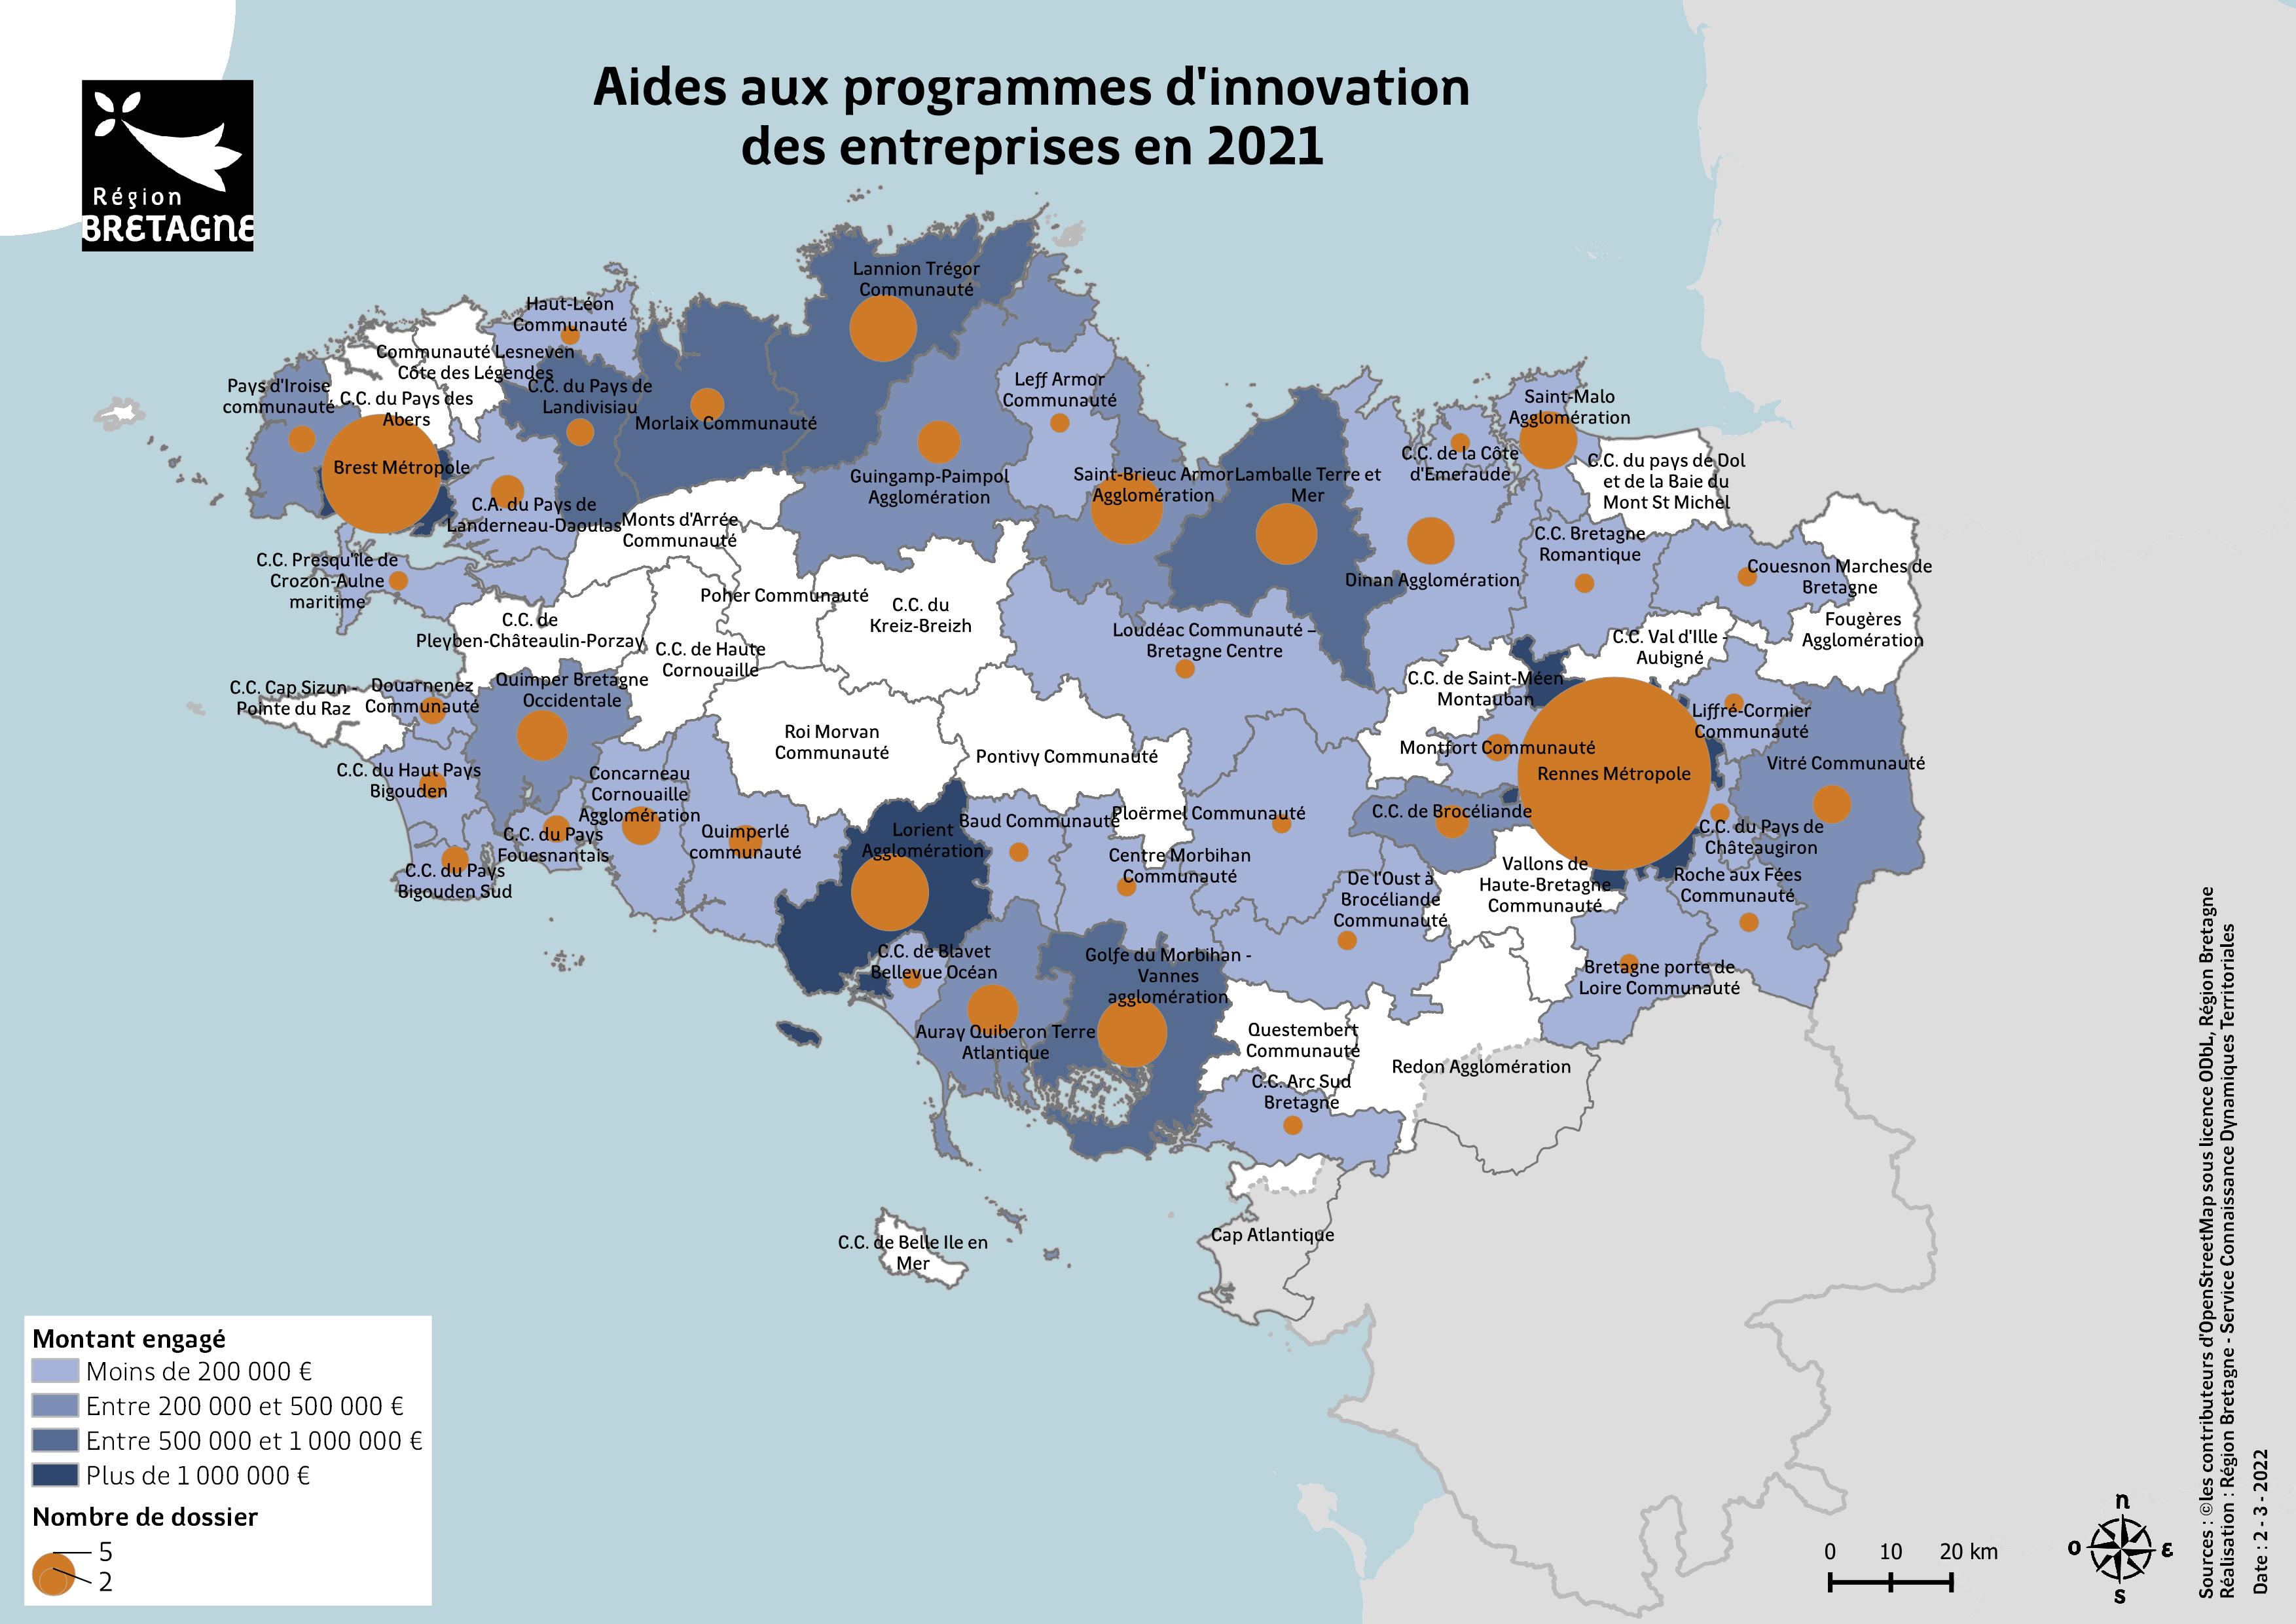 Aides aux programmes d'innovation
des entreprises en 2021
Région
BRETAGNE
Lannion Trégor
Communauté
Haut-Léon
Communauté
Communauté Lesneven
Côte des Légendes
Pays d'Iroise
communauté
C.C. du Pays des
Abers
C.C. du Pays de
Landivisiau
Morlaix Communauté
Leff Armor
Communauté
Saint-Malo
Agglomération
Brest Métropole
C.A. du Pays de
Landerneau-Daoulas
Guingamp-Paimpol
Agglomération
Saint-Brieuc Armor
Agglomération
Lamballe Terre et
Mer
C.C. de la Côte
d'Emeraude
C.C. du pays de Dol
et de la Baie du
Mont St Michel
Monts d'Arrée
Communauté
C.C. Presqu'île de
Crozon-Aulne
maritime
Dinan Agglomération
C.C. Bretagne
Romantique
Couesnon Marches de
Bretagne
Poher Communauté
C.C. du
Kreiz-Breizh
C.C. de
Pleyben-Châteaulin-Porzay
C.C. de Haute
Cornouaille
Loudéac Communauté –
Bretagne Centre
C.C. Val d'Ille -
Aubigné
Fougères
Agglomération
C.C. Cap Sizun -
Pointe du Raz
Douarnenez
Communauté
Quimper Bretagne
Occidentale
C.C. de Saint-Méen
Montauban
Liffré-Cormier
Communauté
Roi Morvan
Communauté
Pontivy Communauté
Montfort Communauté
Rennes Métropole
Vitré Communauté
C.C. du Haut Pays
Bigouden
Concarneau
Cornouaille
Agglomération
C.C. du Pays
Fouesnantais
Quimperlé
communauté
Lorient
Agglomération
Baud Communauté
Ploërmel Communauté
C.C. de Brocéliande
C.C. du Pays de
Châteaugiron
C.C. du Pays
Bigouden Sud
Centre Morbihan
Communauté
De l'Oust à
Brocéliande
Communauté
Vallons de
Haute-Bretagne
Communauté
Roche aux Fées
Communauté
C.C. de Blavet
Bellevue Océan
Golfe du Morbihan -
Vannes
agglomération
Bretagne porte de
Loire Communauté
Auray Quiberon Terre
Atlantique
Questembert
Communauté
Redon Agglomération
C.C. Arc Sud
Bretagne
C.C. de Belle Ile en
Mer
Cap Atlantique
Montant engagé
Moins de 200 000 €
Entre 200 000 et 500 000 €
Entre 500 000 et 1 000 000 €
Plus de 1 000 000 €
Nombre de dossier
5
2
0 10 20 km
n
o ε
s
Sources : ©les contributeurs d'OpenStreetMap sous licence ODbL, Région Bretagne
Réalisation : Région Bretagne - Service Connaissance Dynamiques Territoriales
Date : 2 - 3 - 2022